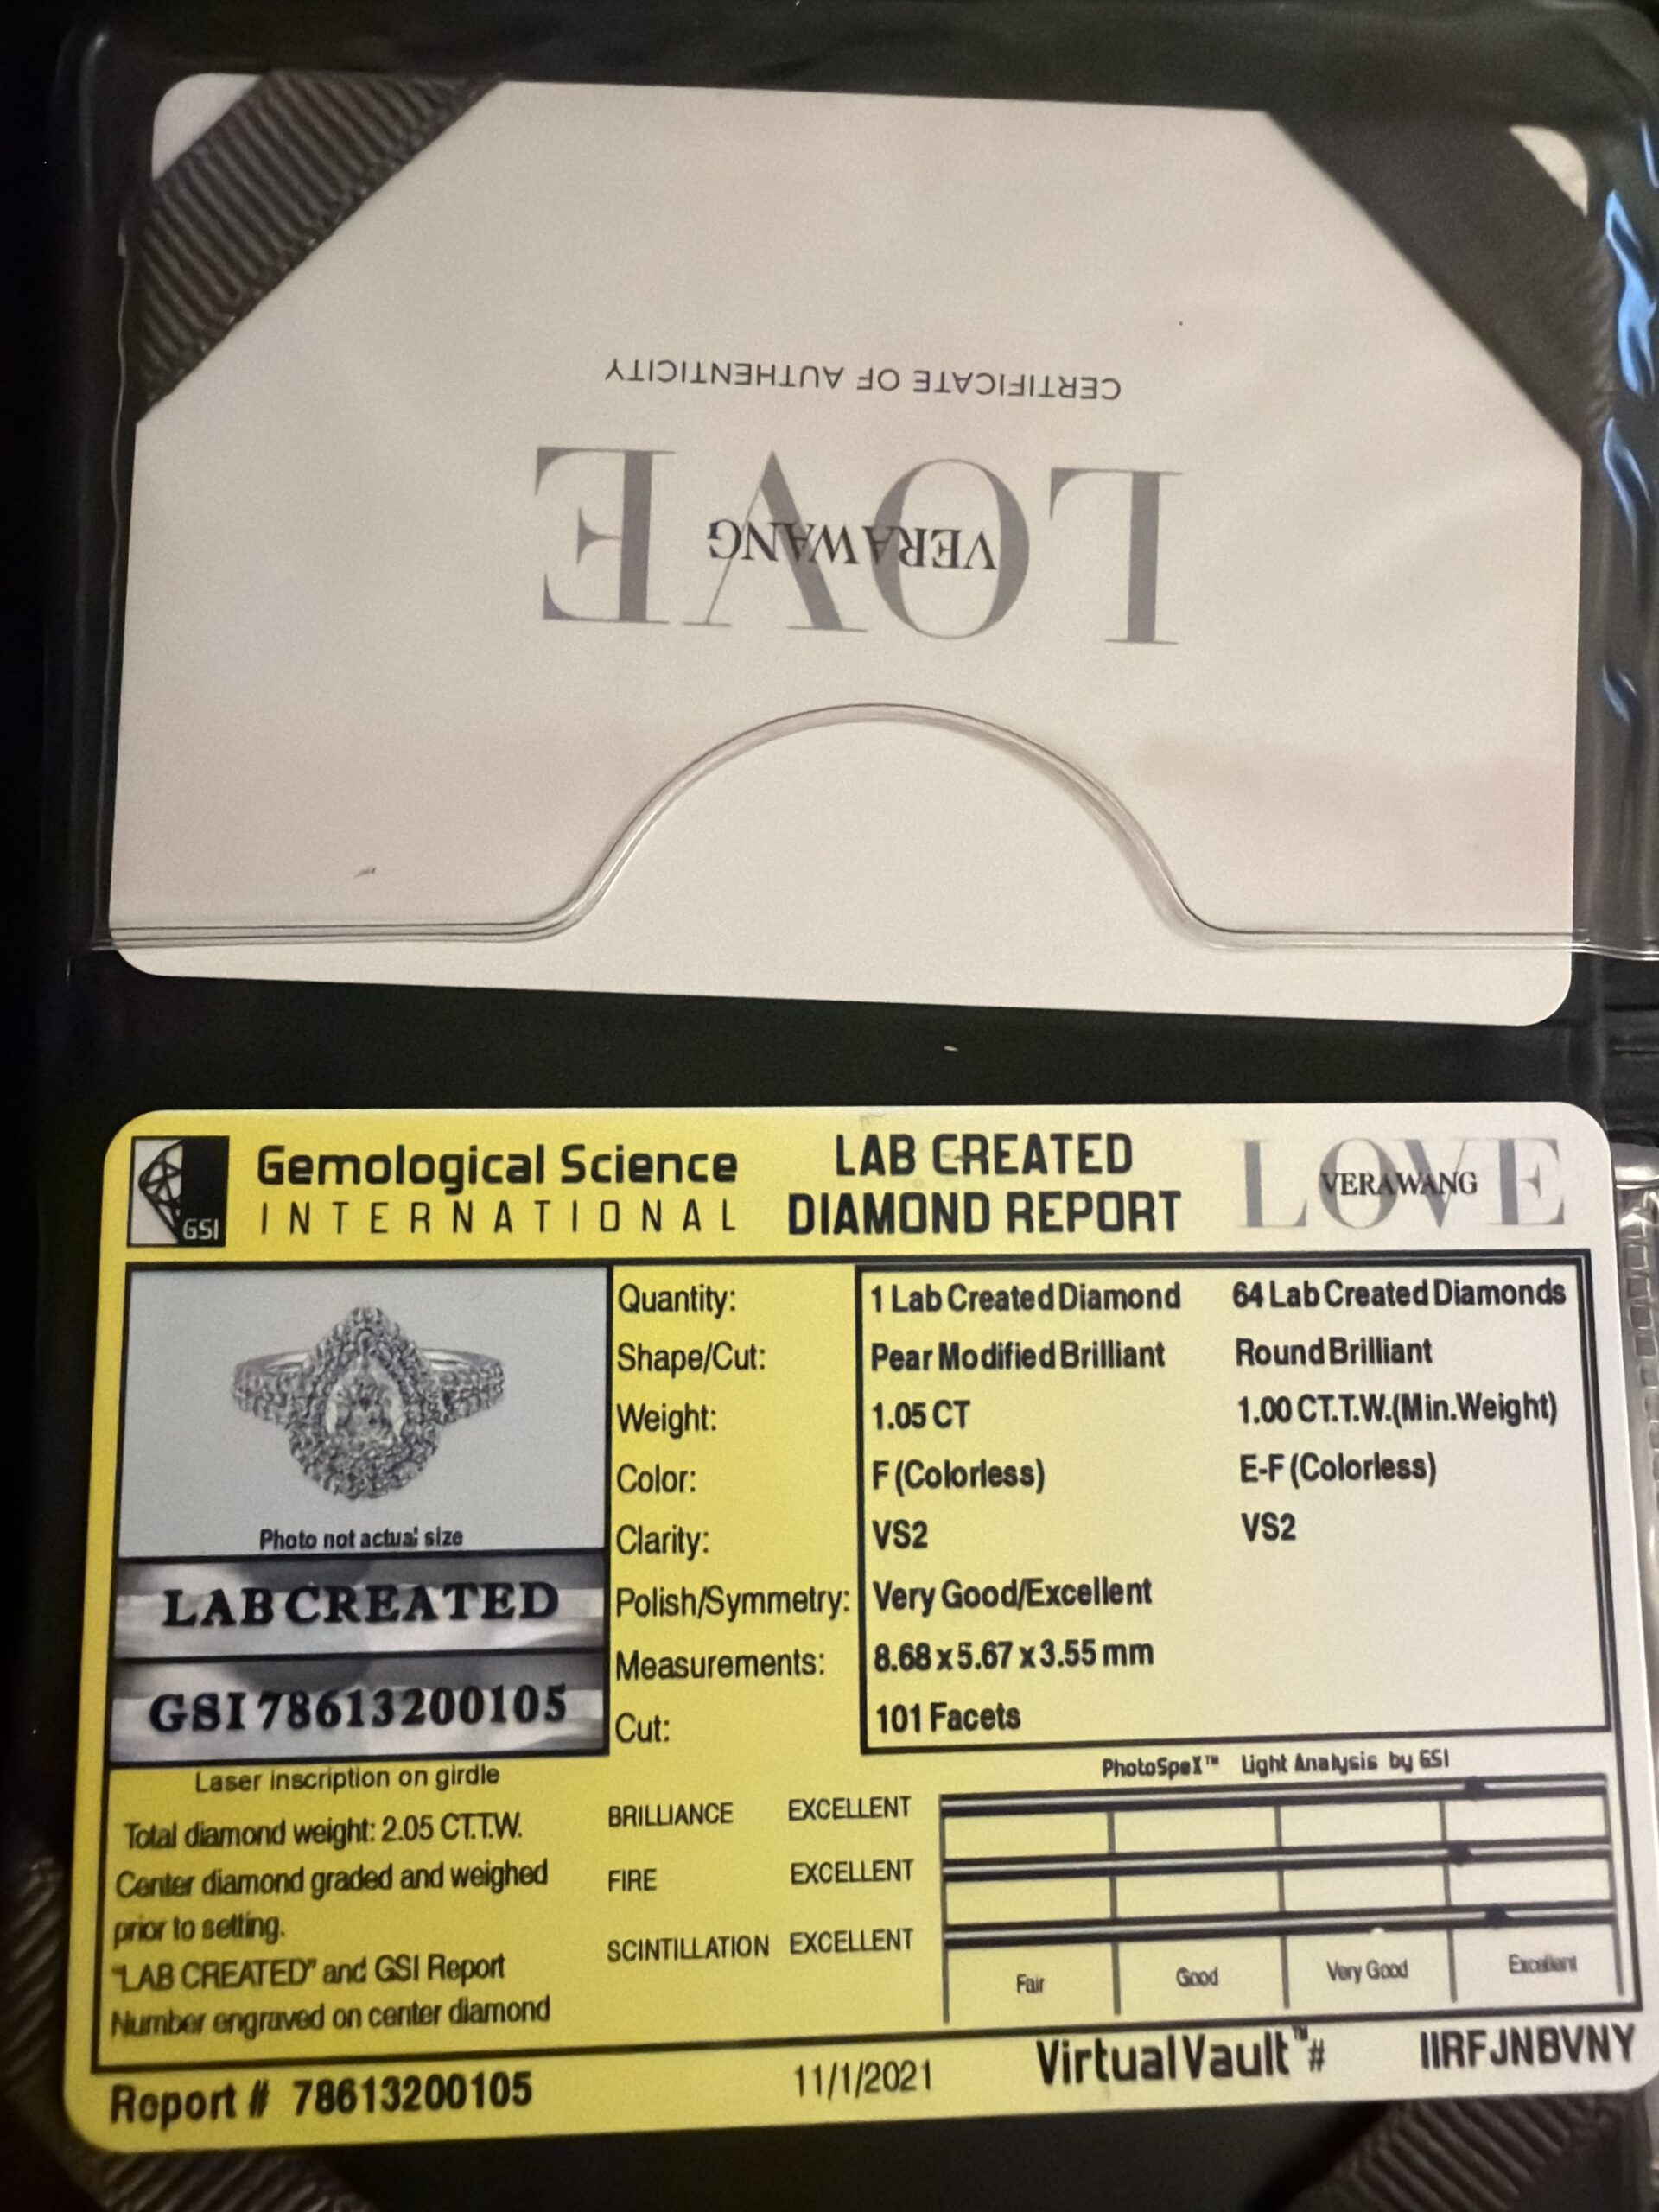 CERTIFICATE OF AUTHENTICITY
LOVE
VERA WANG
GSI
Gemological Science
INTERNATIONAL
LAB CREATED
DIAMOND REPORT
LOVE
VERA WANG
Photo not actual size
LAB CREATED
GSI 78613200105
Laser inscription on girdle
Quantity: 1 Lab Created Diamond 64 Lab Created Diamonds
Shape/Cut: Pear Modified Brilliant Round Brilliant
Weight: 1.05 CT 1.00 CT.T.W.(Min.Weight)
Color: F (Colorless) E-F (Colorless)
Clarity: VS2 VS2
Polish/Symmetry: Very Good/Excellent
Measurements: 8.68 x 5.67 x 3.55 mm
Cut: 101 Facets
Total diamond weight: 2.05 CT.T.W.
Center diamond graded and weighed
prior to setting.
"LAB CREATED" and GSI Report
Number engraved on center diamond
PhotoSpeX™ Light Analysis by GSI
BRILLIANCE EXCELLENT
FIRE EXCELLENT
SCINTILLATION EXCELLENT
Fair Good Very Good Excellent
Report # 78613200105 11/1/2021 Virtual Vault™# IIRFJNBVNY